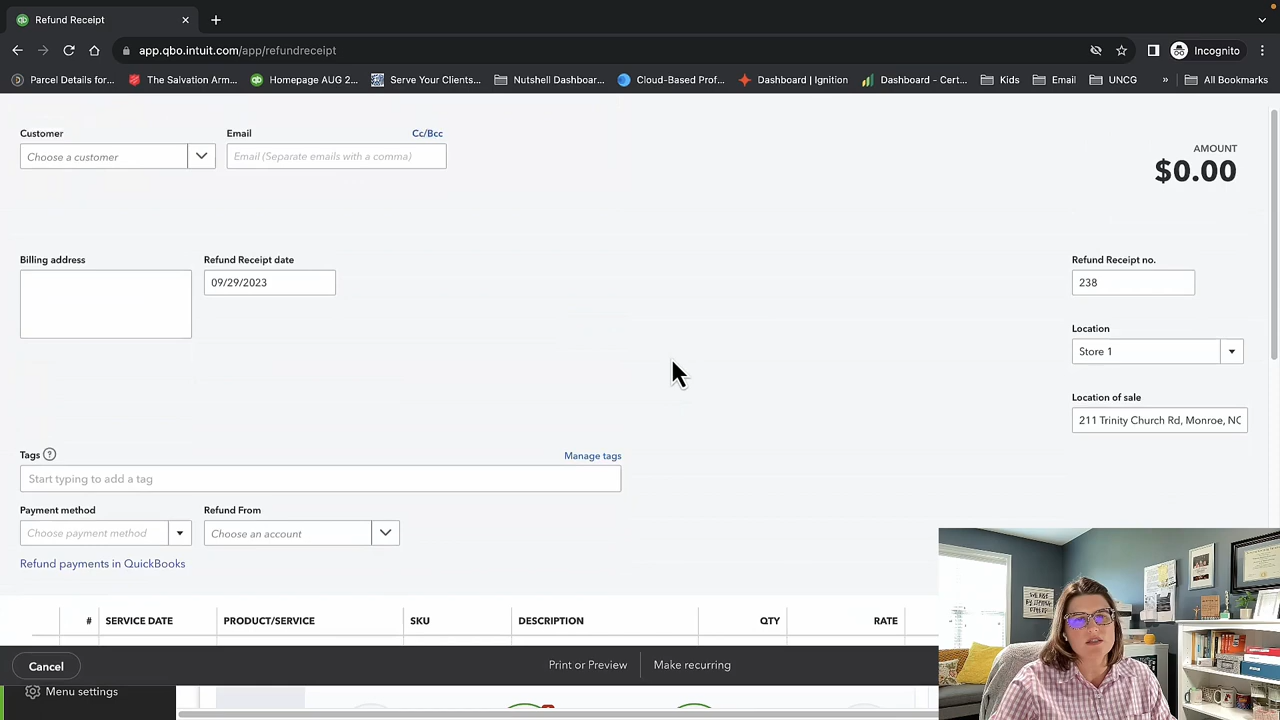 Refund Receipt
app.qbo.intuit.com/app/refundreceipt
Incognito
Parcel Details for...
The Salvation Arm...
Homepage AUG 2...
Serve Your Clients...
Nutshell Dashboar...
Cloud-Based Prof...
Dashboard | Ignition
Dashboard - Cert...
Kids
Email
UNCG
»
All Bookmarks
Customer
Email
Cc/Bcc
Choose a customer
Email (Separate emails with a comma)
AMOUNT
$0.00
Billing address
Refund Receipt date
09/29/2023
Refund Receipt no.
238
Location
Store 1
Location of sale
211 Trinity Church Rd, Monroe, NC
Tags ?
Manage tags
Start typing to add a tag
Payment method
Refund From
Choose payment method
Choose an account
Refund payments in QuickBooks
# SERVICE DATE PRODUCT/SERVICE SKU DESCRIPTION QTY RATE
Cancel
Print or Preview
Make recurring
Menu settings